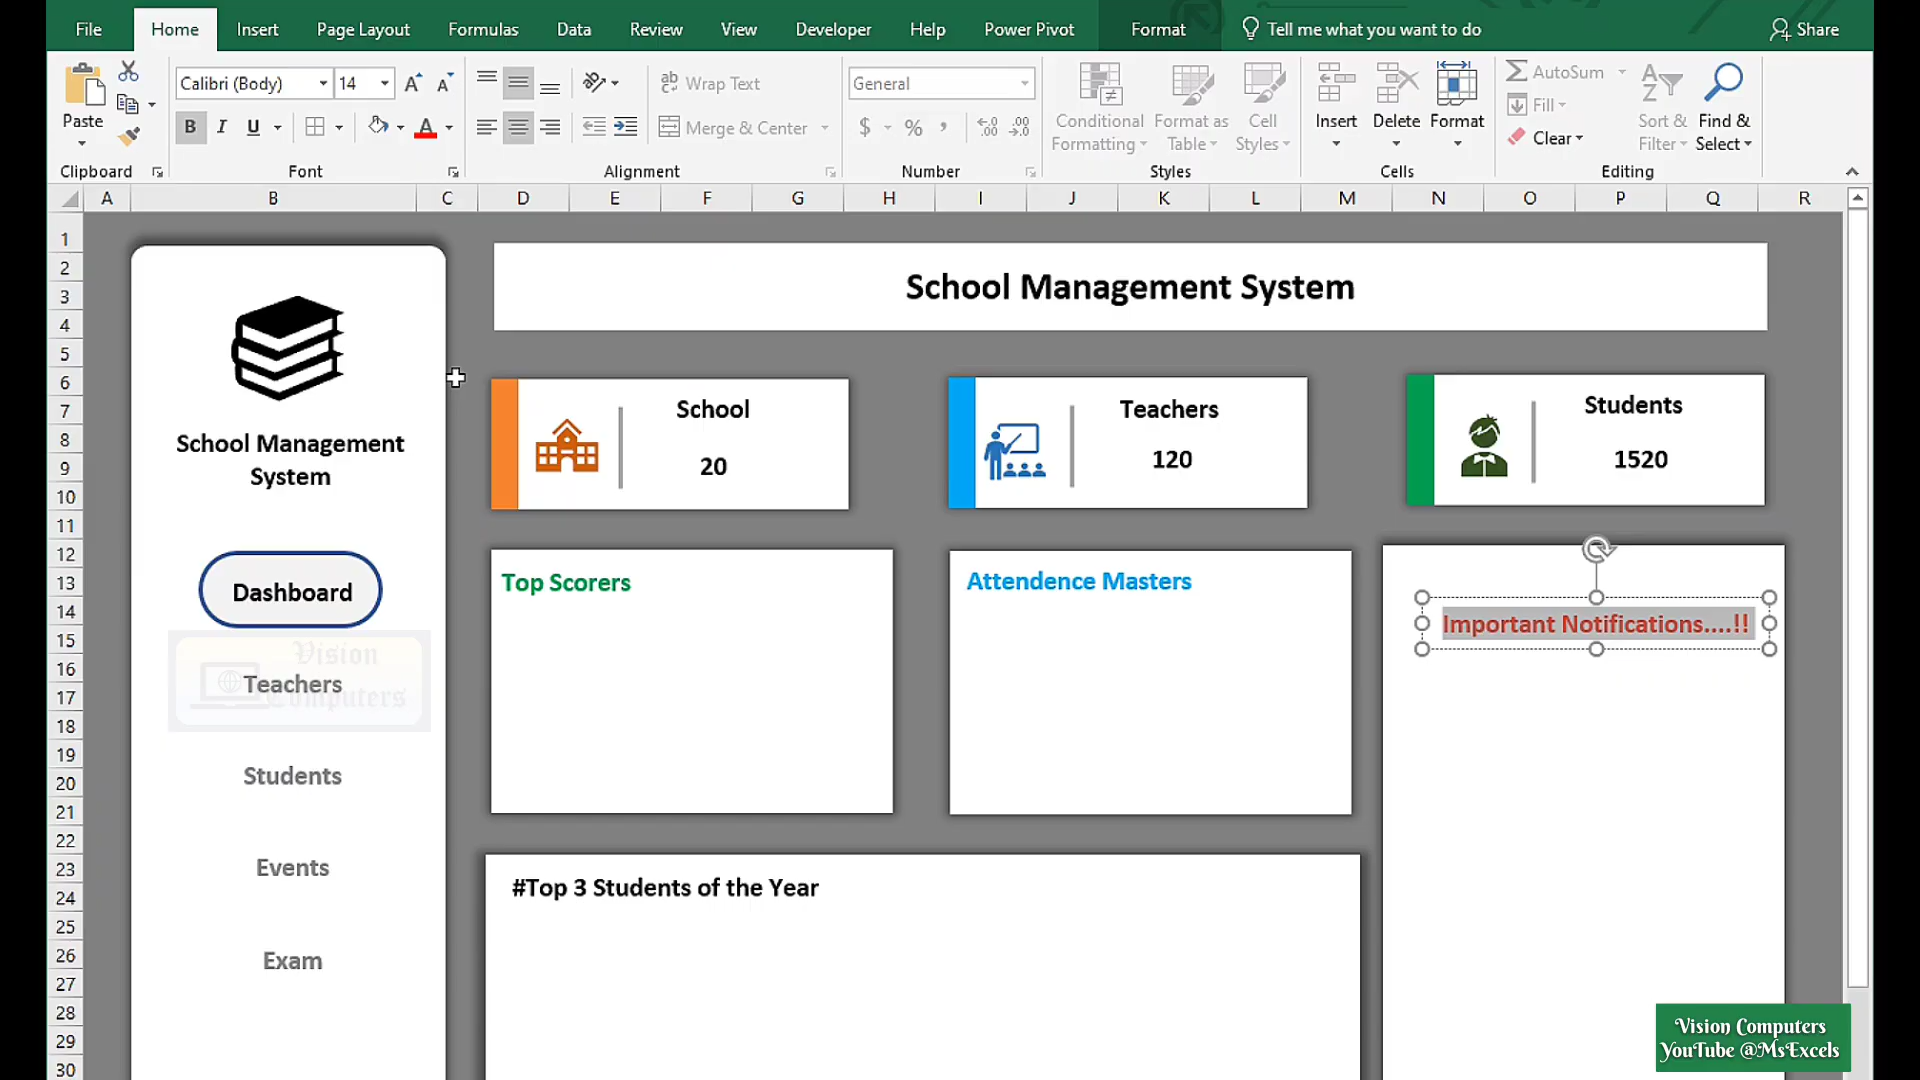 File Home Insert Page Layout Formulas Data Review View Developer Help Power Pivot Format Tell me what you want to do Share
Calibri (Body) 14 A A ab Wrap Text General AutoSum
Paste B I U A Merge & Center $ % , .00 .0 Conditional Formatting Format as Table Cell Styles Insert Delete Format Fill Clear Sort & Filter Find & Select
Clipboard Font Alignment Number Styles Cells Editing
A B C D E F G H I J K L M N O P Q R
1
2
3
4
5
6
7
8
9
10
11
12
13
14
15
16
17
18
19
20
21
22
23
24
25
26
27
28
29
30
School Management
System
Dashboard
Vision
Computers
Teachers
Students
Events
Exam
School Management System
School
20
Teachers
120
Students
1520
Top Scorers
Attendence Masters
Important Notifications....!!
#Top 3 Students of the Year
Vision Computers
YouTube @MsExcels